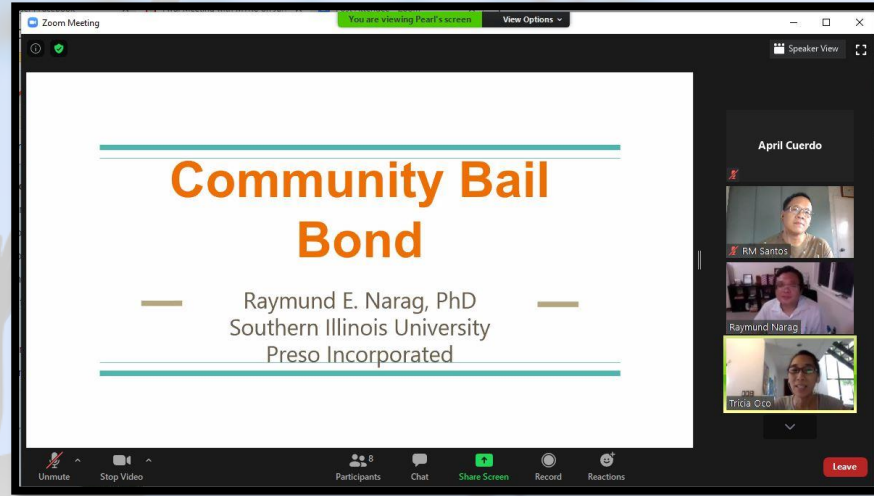 Zoom Meeting
You are viewing Pearl's screen
View Options
Speaker View
Community Bail
Bond
Raymund E. Narag, PhD
Southern Illinois University
Preso Incorporated
April Cuerdo
RM Santos
Raymund Narag
Tricia Oco
Unmute
Stop Video
8
Participants
Chat
Share Screen
Record
Reactions
Leave